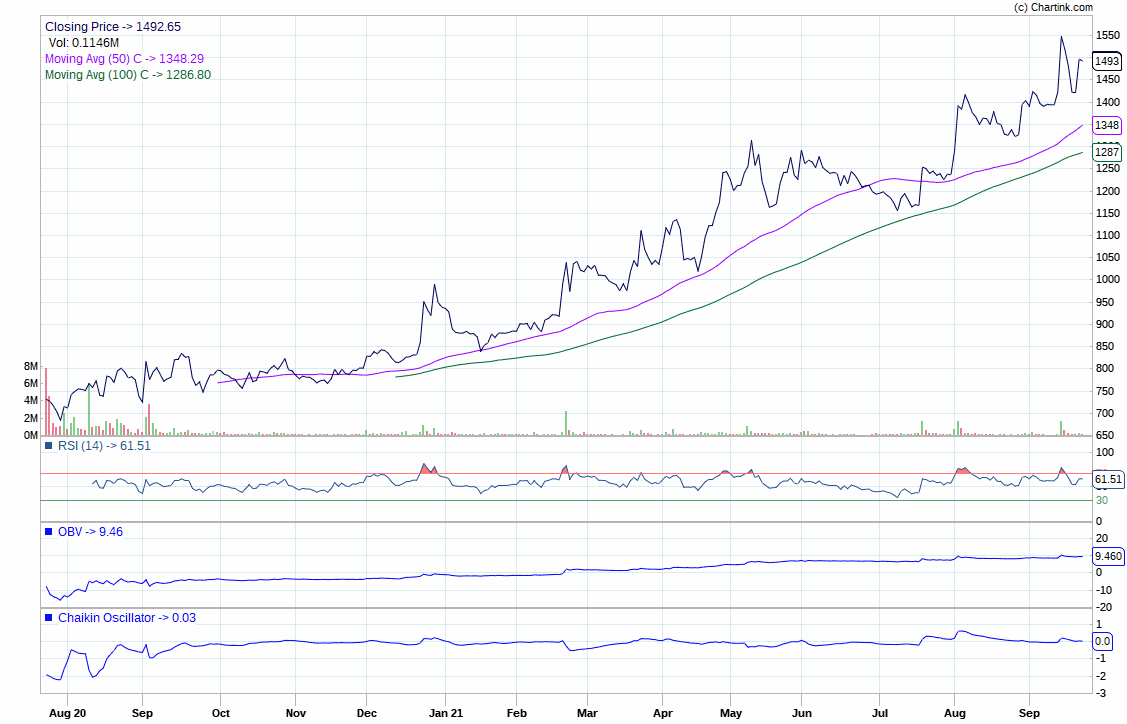 (c) Chartink.com
Closing Price -> 1492.65
Vol: 0.1146M
Moving Avg (50) C -> 1348.29
Moving Avg (100) C -> 1286.80
1550
1493
1450
1400
1348
1287
1250
1200
1150
1100
1050
1000
950
900
850
800
750
700
650
8M
6M
4M
2M
0M
RSI (14) -> 61.51
100
61.51
30
0
OBV -> 9.46
20
9.460
0
-10
-20
Chaikin Oscillator -> 0.03
1
0.0
-1
-2
-3
Aug 20 Sep Oct Nov Dec Jan 21 Feb Mar Apr May Jun Jul Aug Sep